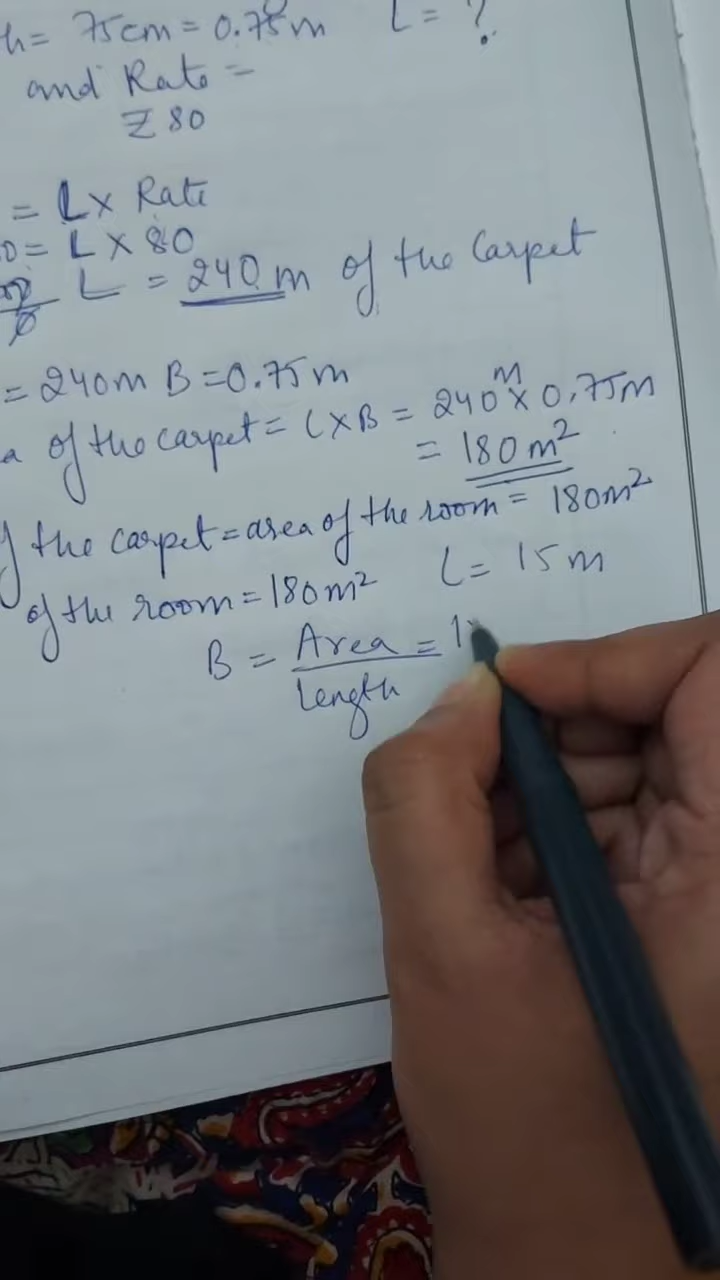 h= 75cm = 0.75m L = ?
and Rate =
₹ 80
= L x Rate
0= L X 80
L = 240 m of the Carpet
= 240m B = 0.75m
a of the carpet = L x B = 240m x 0.75m
= 180m²
the carpet = area of the room = 180m²
of the room = 180m² L = 15m
B = Area =
Length